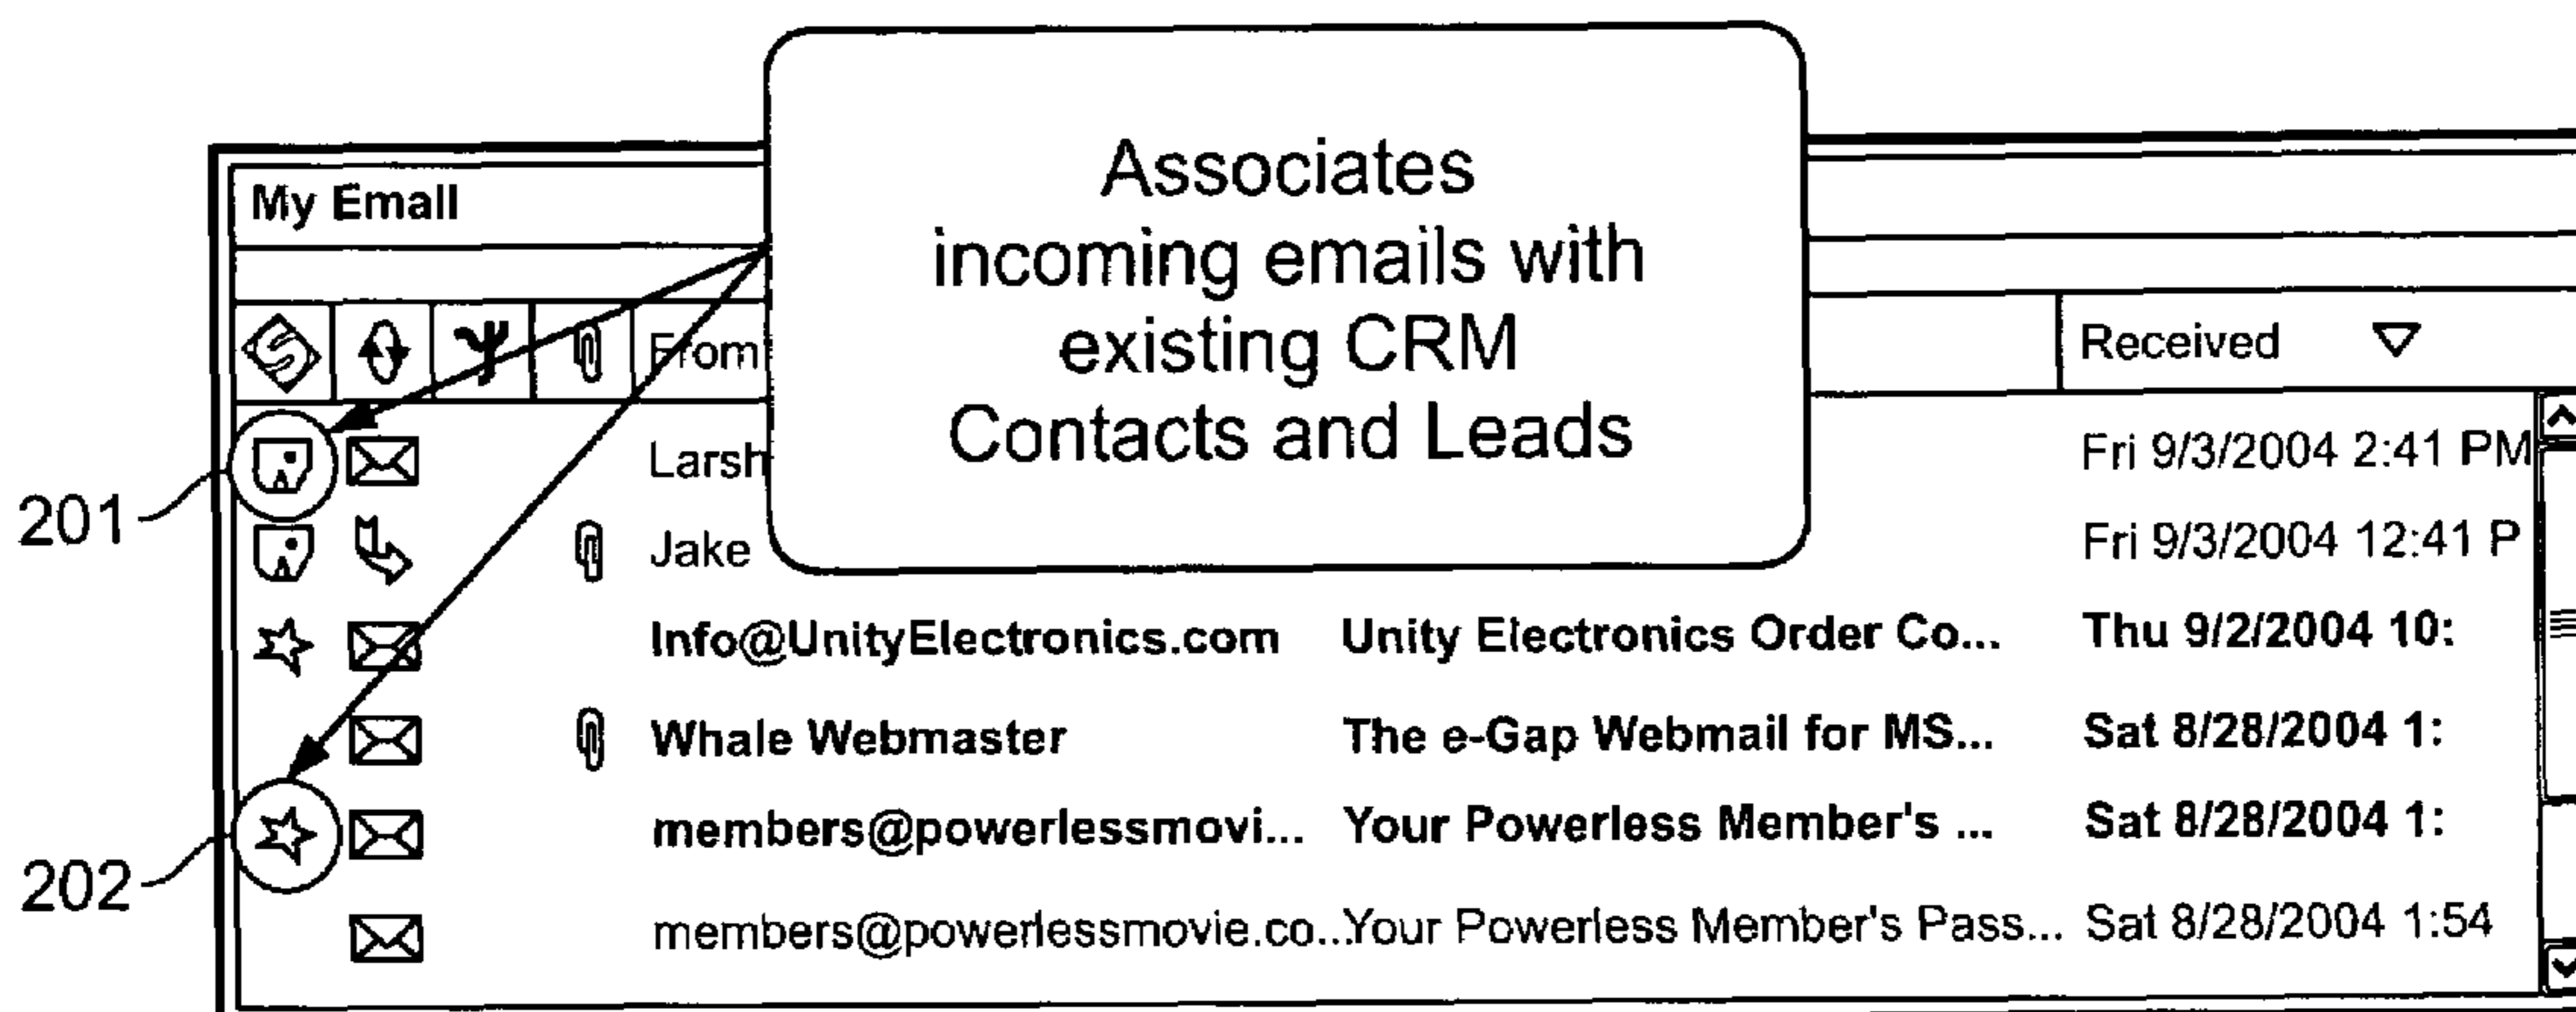 Associates
incoming emails with
existing CRM
Contacts and Leads
My Emall
From
Received
201
Larsh
Fri 9/3/2004 2:41 PM
Jake
Fri 9/3/2004 12:41 P
Info@UnityElectronics.com Unity Electronics Order Co... Thu 9/2/2004 10:
Whale Webmaster The e-Gap Webmail for MS... Sat 8/28/2004 1:
202
members@powerlessmovi... Your Powerless Member's ... Sat 8/28/2004 1:
members@powerlessmovie.co...Your Powerless Member's Pass... Sat 8/28/2004 1:54